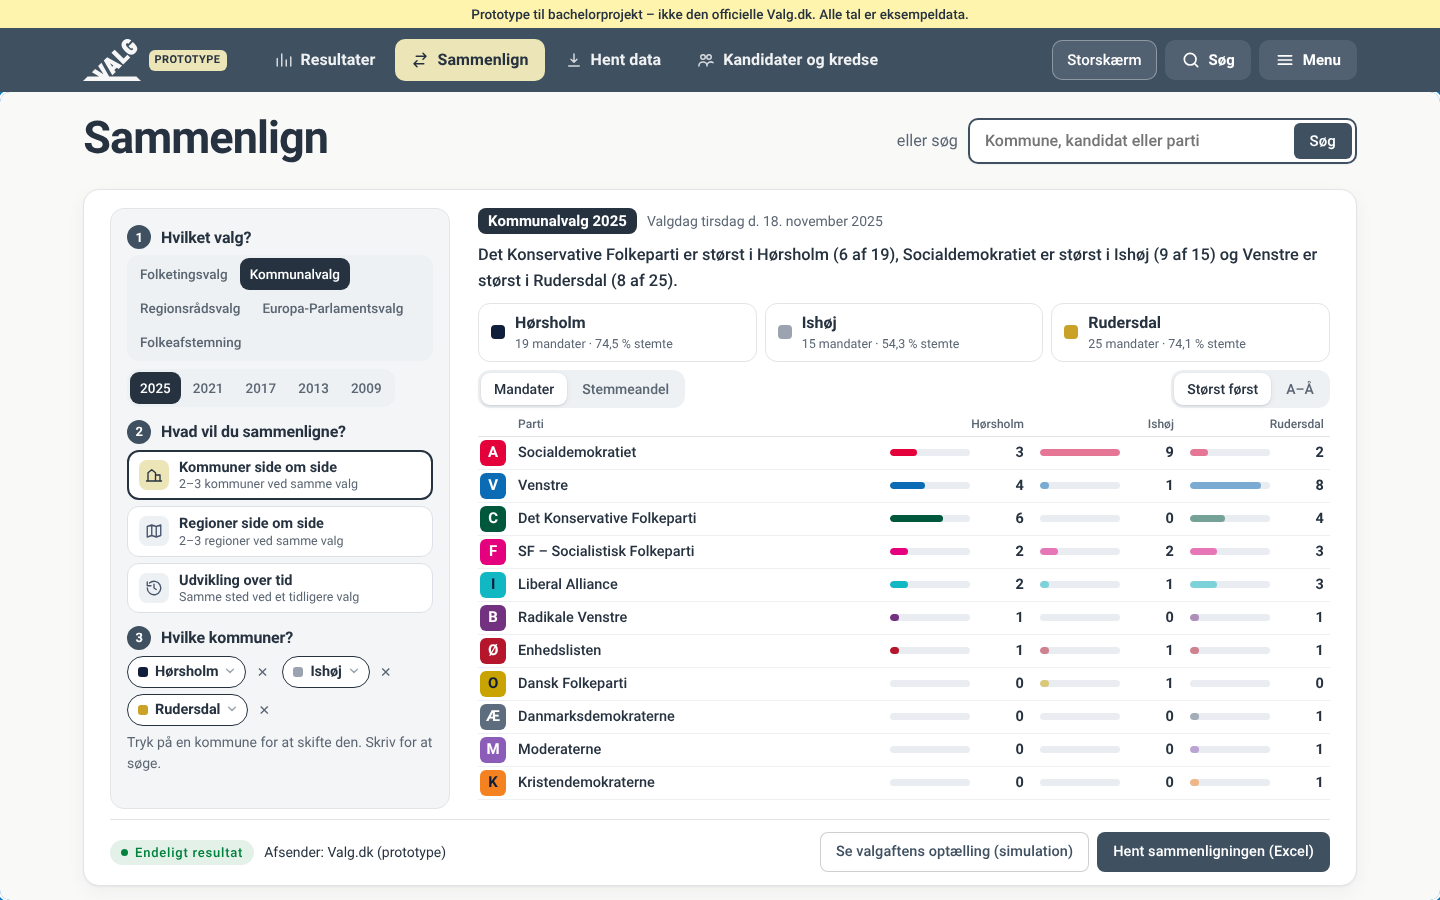 Prototype til bachelorprojekt – ikke den officielle Valg.dk. Alle tal er eksempeldata.
VALG PROTOTYPE Resultater Sammenlign Hent data Kandidater og kredse Storskærm Søg Menu
Sammenlign
eller søg Kommune, kandidat eller parti Søg
1 Hvilket valg?
Folketingsvalg Kommunalvalg
Regionsrådsvalg Europa-Parlamentsvalg
Folkeafstemning
2025 2021 2017 2013 2009
2 Hvad vil du sammenligne?
Kommuner side om side
2–3 kommuner ved samme valg
Regioner side om side
2–3 regioner ved samme valg
Udvikling over tid
Samme sted ved et tidligere valg
3 Hvilke kommuner?
Hørsholm × Ishøj ×
Rudersdal ×
Tryk på en kommune for at skifte den. Skriv for at
søge.
Kommunalvalg 2025 Valgdag tirsdag d. 18. november 2025
Det Konservative Folkeparti er størst i Hørsholm (6 af 19), Socialdemokratiet er størst i Ishøj (9 af 15) og Venstre er
størst i Rudersdal (8 af 25).
Hørsholm
19 mandater · 74,5 % stemte
Ishøj
15 mandater · 54,3 % stemte
Rudersdal
25 mandater · 74,1 % stemte
Mandater Stemmeandel Størst først A–Å
Parti Hørsholm Ishøj Rudersdal
A Socialdemokratiet 3 9 2
V Venstre 4 1 8
C Det Konservative Folkeparti 6 0 4
F SF – Socialistisk Folkeparti 2 2 3
I Liberal Alliance 2 1 3
B Radikale Venstre 1 0 1
Ø Enhedslisten 1 1 1
O Dansk Folkeparti 0 1 0
Æ Danmarksdemokraterne 0 0 1
M Moderaterne 0 0 1
K Kristendemokraterne 0 0 1
Endeligt resultat Afsender: Valg.dk (prototype) Se valgaftens optælling (simulation) Hent sammenligningen (Excel)